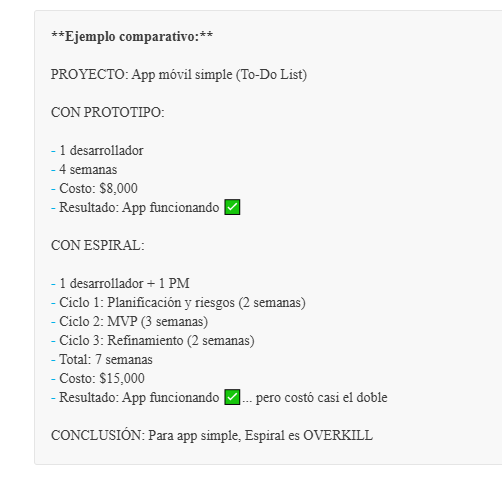 **Ejemplo comparativo:**
PROYECTO: App móvil simple (To-Do List)
CON PROTOTIPO:
- 1 desarrollador
- 4 semanas
- Costo: $8,000
- Resultado: App funcionando ✅
CON ESPIRAL:
- 1 desarrollador + 1 PM
- Ciclo 1: Planificación y riesgos (2 semanas)
- Ciclo 2: MVP (3 semanas)
- Ciclo 3: Refinamiento (2 semanas)
- Total: 7 semanas
- Costo: $15,000
- Resultado: App funcionando ✅... pero costó casi el doble
CONCLUSIÓN: Para app simple, Espiral es OVERKILL